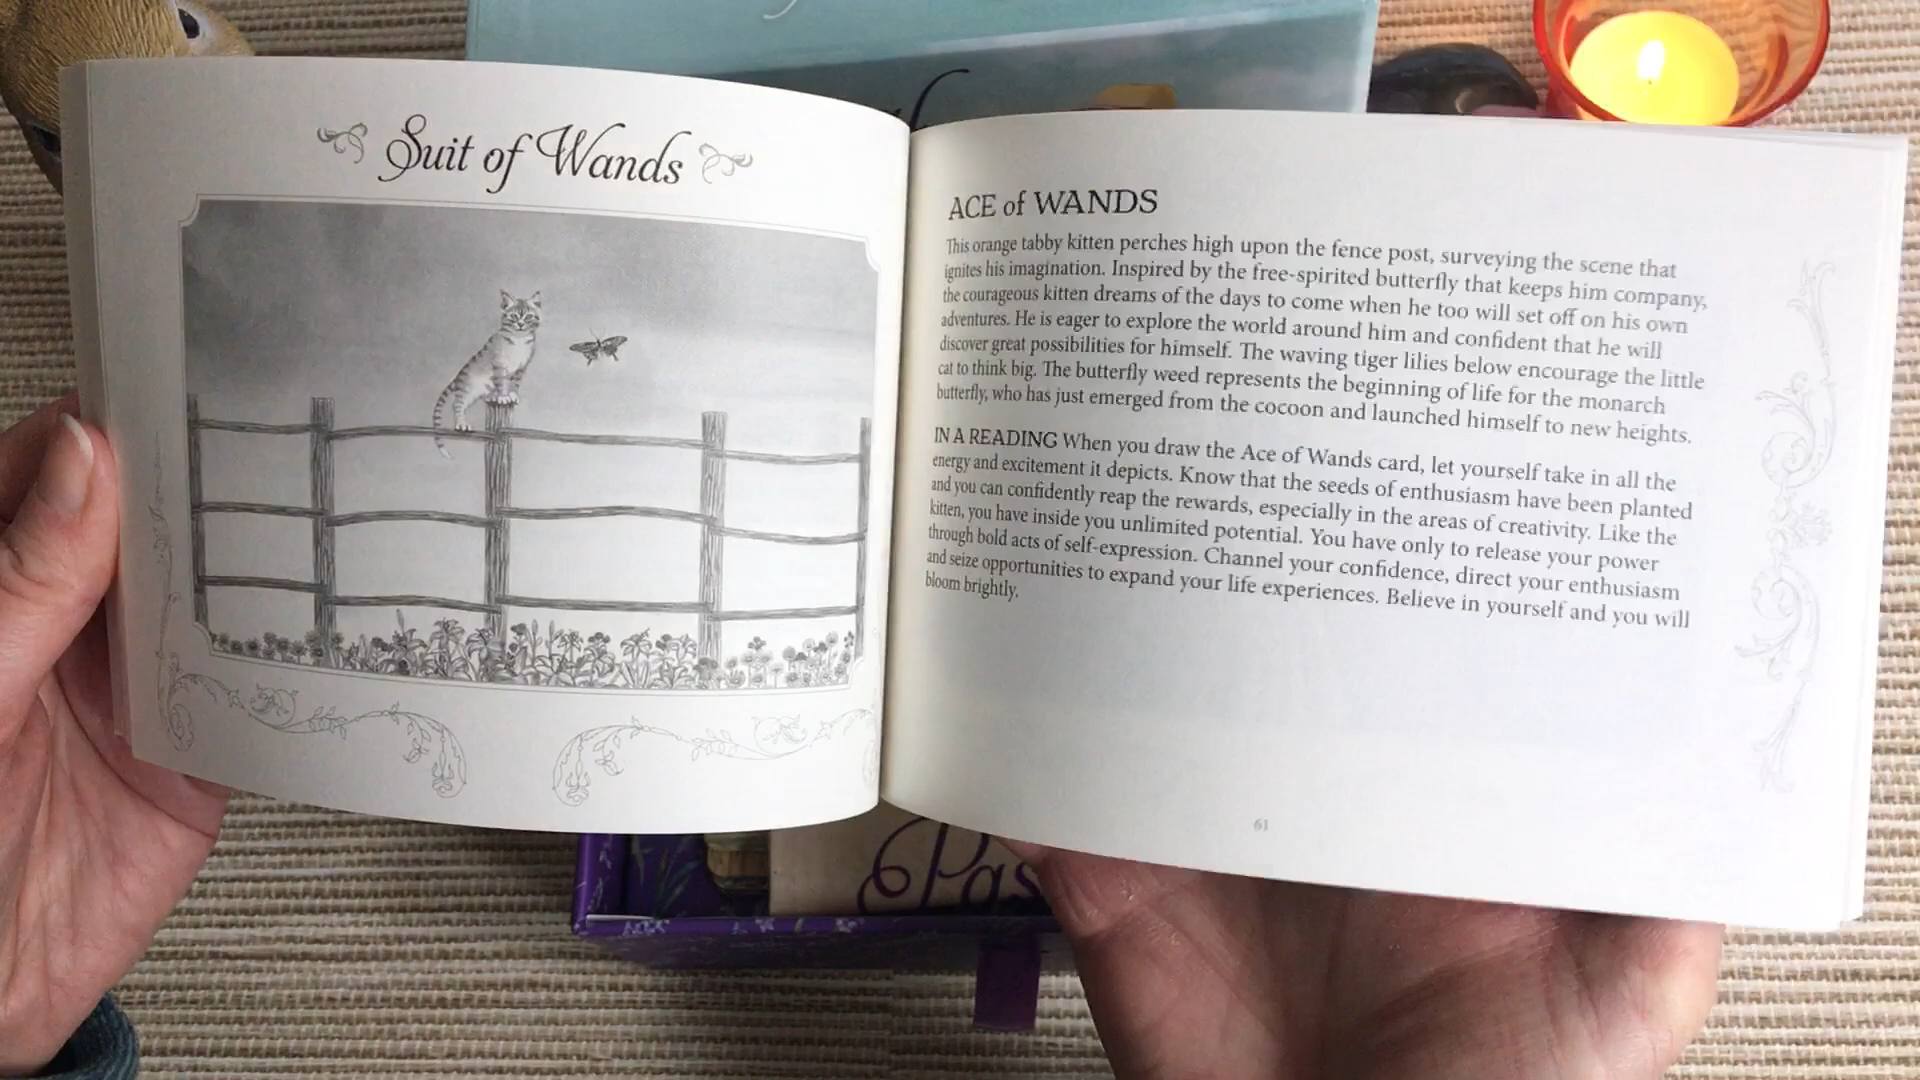 Suit of Wands
ACE of WANDS
This orange tabby kitten perches high upon the fence post, surveying the scene that
ignites his imagination. Inspired by the free-spirited butterfly that keeps him company,
the courageous kitten dreams of the days to come when he too will set off on his own
adventures. He is eager to explore the world around him and confident that he will
discover great possibilities for himself. The waving tiger lilies below encourage the little
cat to think big. The butterfly weed represents the beginning of life for the monarch
butterfly, who has just emerged from the cocoon and launched himself to new heights.
IN A READING When you draw the Ace of Wands card, let yourself take in all the
energy and excitement it depicts. Know that the seeds of enthusiasm have been planted
and you can confidently reap the rewards, especially in the areas of creativity. Like the
kitten, you have inside you unlimited potential. You have only to release your power
through bold acts of self-expression. Channel your confidence, direct your enthusiasm
and seize opportunities to expand your life experiences. Believe in yourself and you will
bloom brightly.
61
Pas